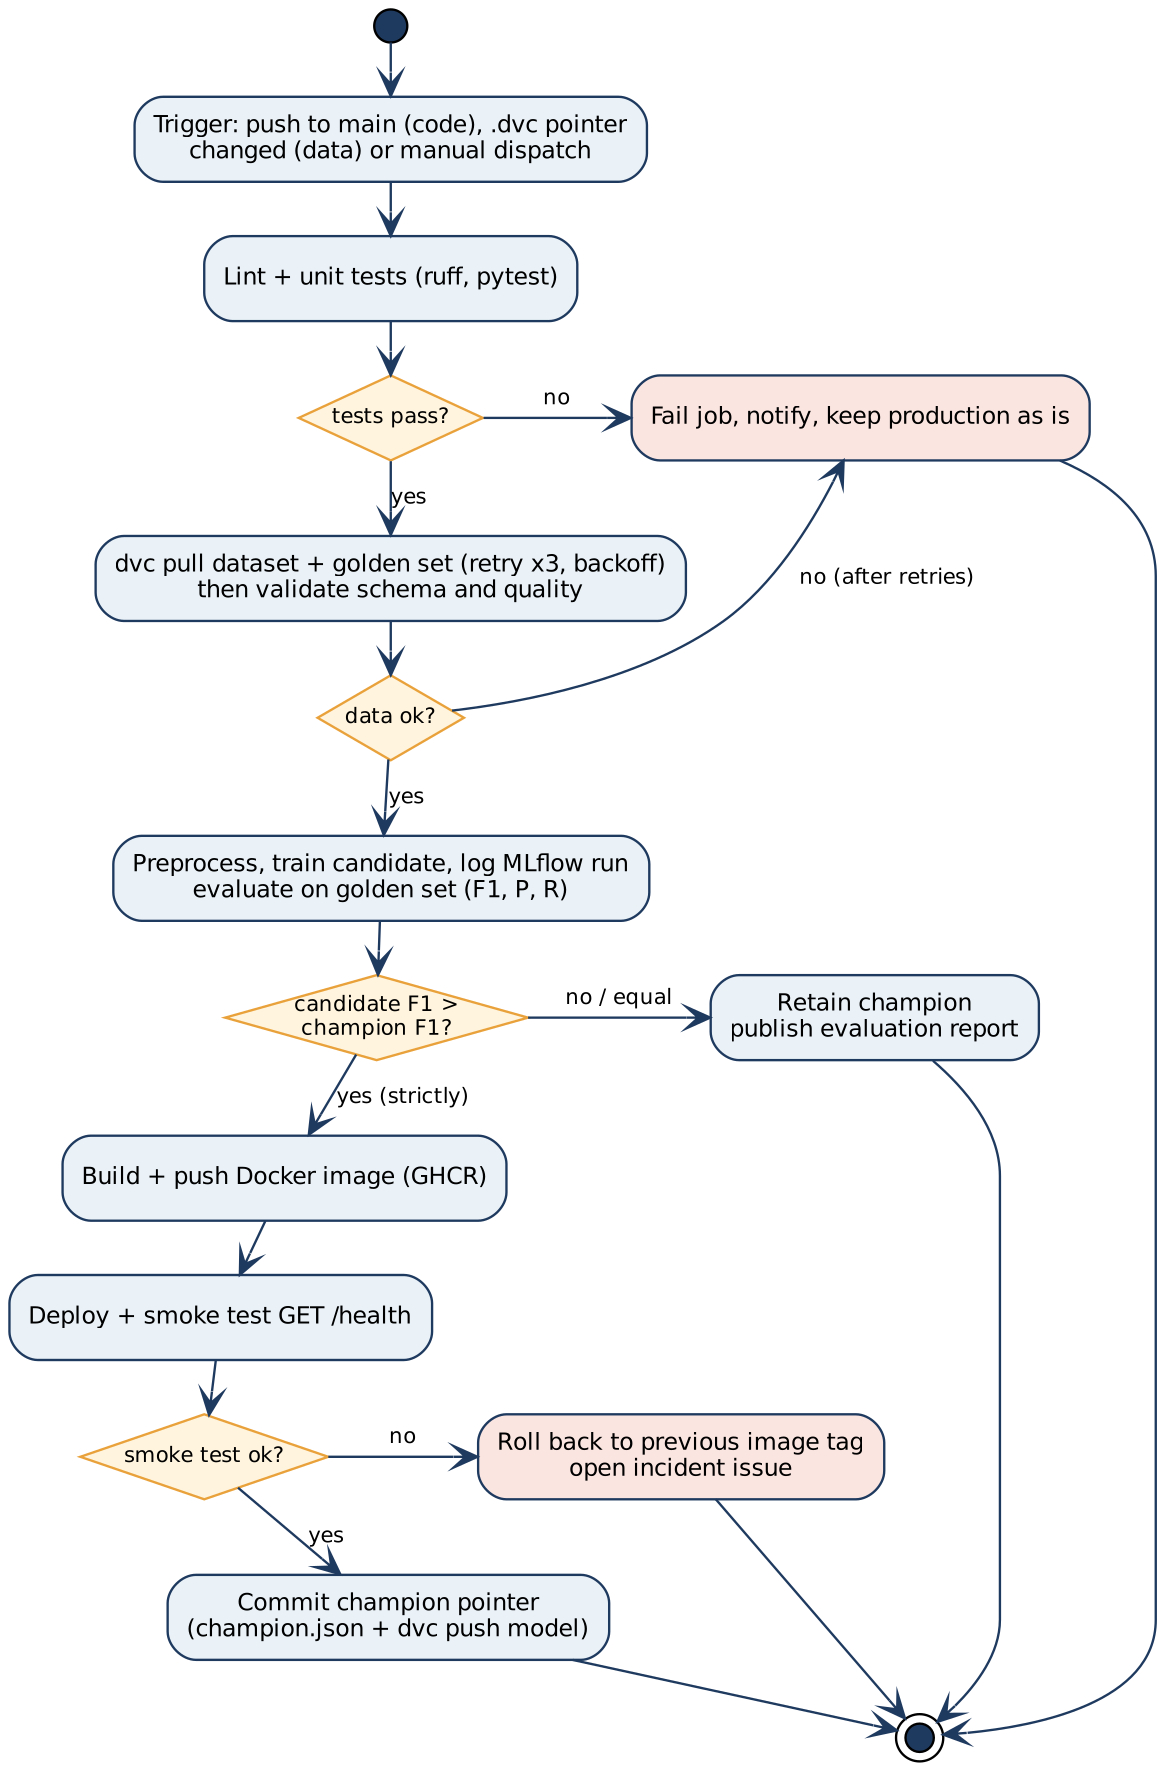 Trigger: push to main (code), .dvc pointer
changed (data) or manual dispatch
Lint + unit tests (ruff, pytest)
tests pass?
no
Fail job, notify, keep production as is
yes
dvc pull dataset + golden set (retry x3, backoff)
then validate schema and quality
no (after retries)
data ok?
yes
Preprocess, train candidate, log MLflow run
evaluate on golden set (F1, P, R)
candidate F1 >
champion F1?
no / equal
Retain champion
publish evaluation report
yes (strictly)
Build + push Docker image (GHCR)
Deploy + smoke test GET /health
smoke test ok?
no
Roll back to previous image tag
open incident issue
yes
Commit champion pointer
(champion.json + dvc push model)